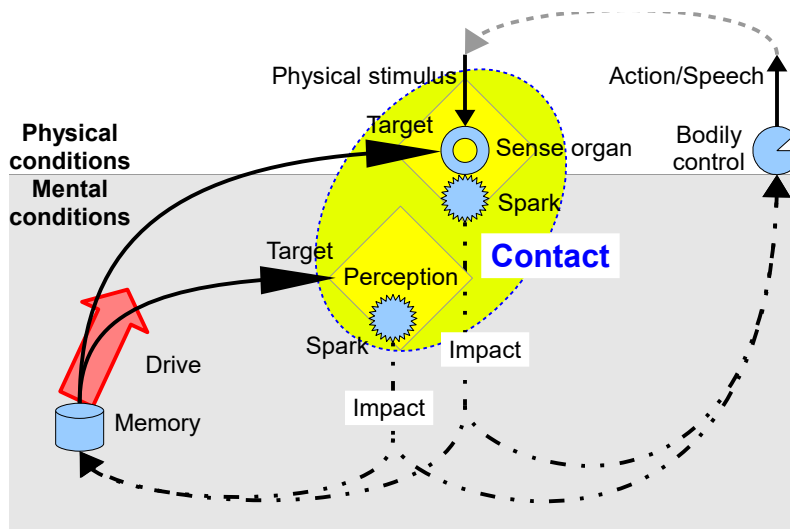 Physical stimulus
Action/Speech
Physical
conditions
Target
Sense organ
Bodily
control
Mental
conditions
Spark
Target
Contact
Perception
Spark
Impact
Drive
Impact
Memory